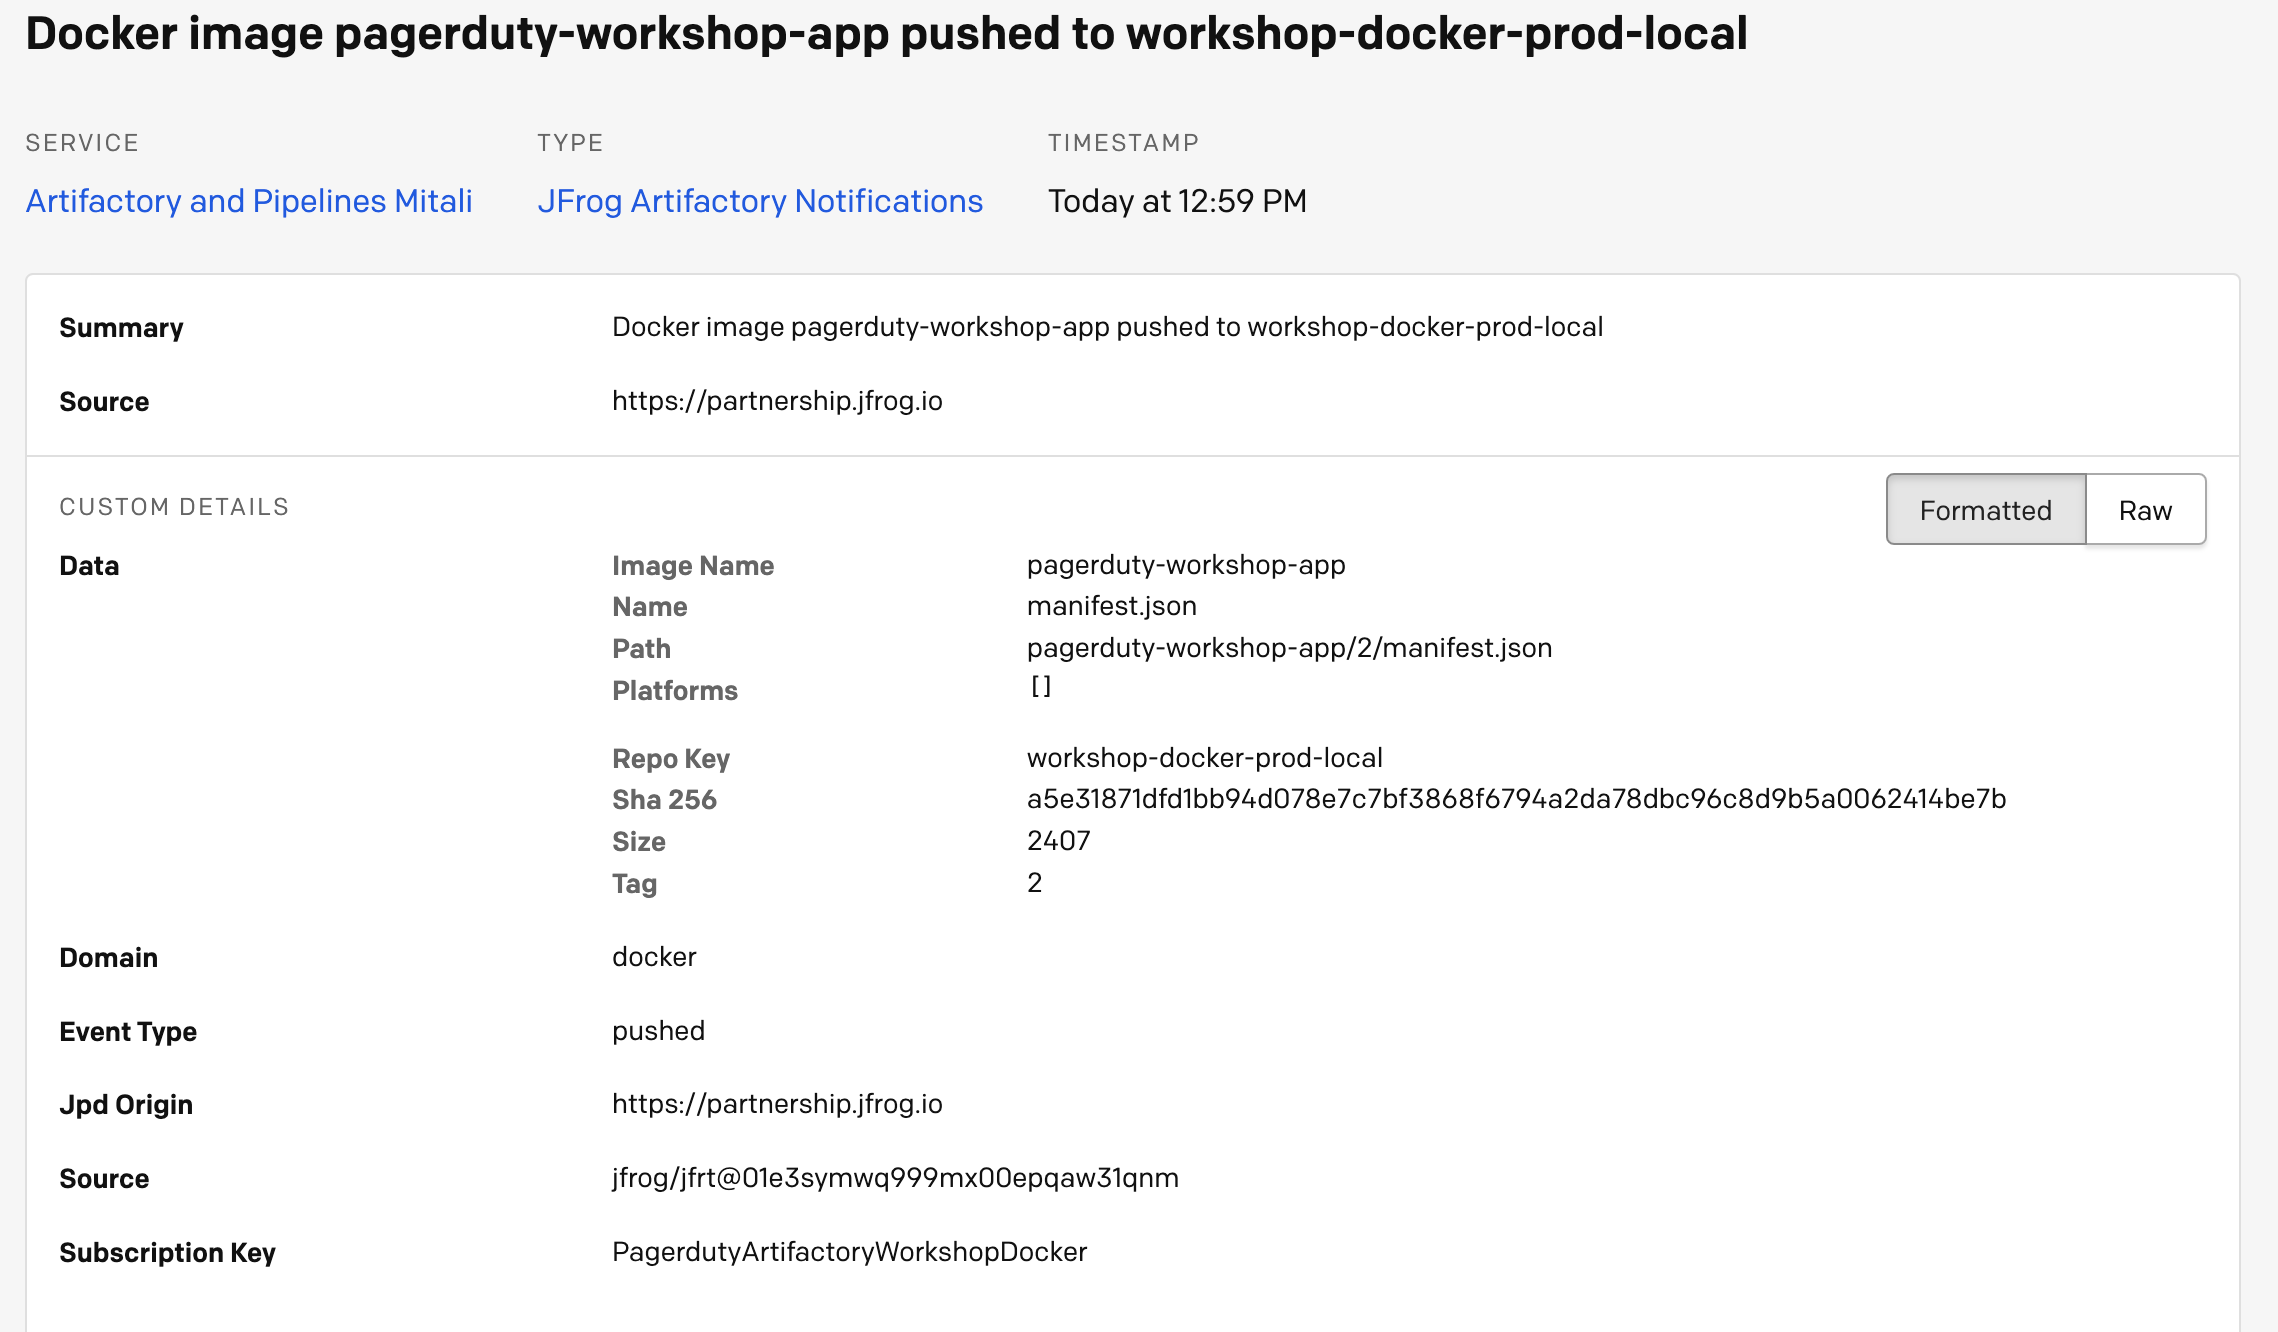 Docker image pagerduty-workshop-app pushed to workshop-docker-prod-local
SERVICE TYPE TIMESTAMP
Artifactory and Pipelines Mitali JFrog Artifactory Notifications Today at 12:59 PM
Summary Docker image pagerduty-workshop-app pushed to workshop-docker-prod-local
Source https://partnership.jfrog.io
CUSTOM DETAILS Formatted Raw
Data Image Name pagerduty-workshop-app
Name manifest.json
Path pagerduty-workshop-app/2/manifest.json
Platforms []
Repo Key workshop-docker-prod-local
Sha 256 a5e31871dfd1bb94d078e7c7bf3868f6794a2da78dbc96c8d9b5a0062414be7b
Size 2407
Tag 2
Domain docker
Event Type pushed
Jpd Origin https://partnership.jfrog.io
Source jfrog/jfrt@01e3symwq999mx00epqaw31qnm
Subscription Key PagerdutyArtifactoryWorkshopDocker